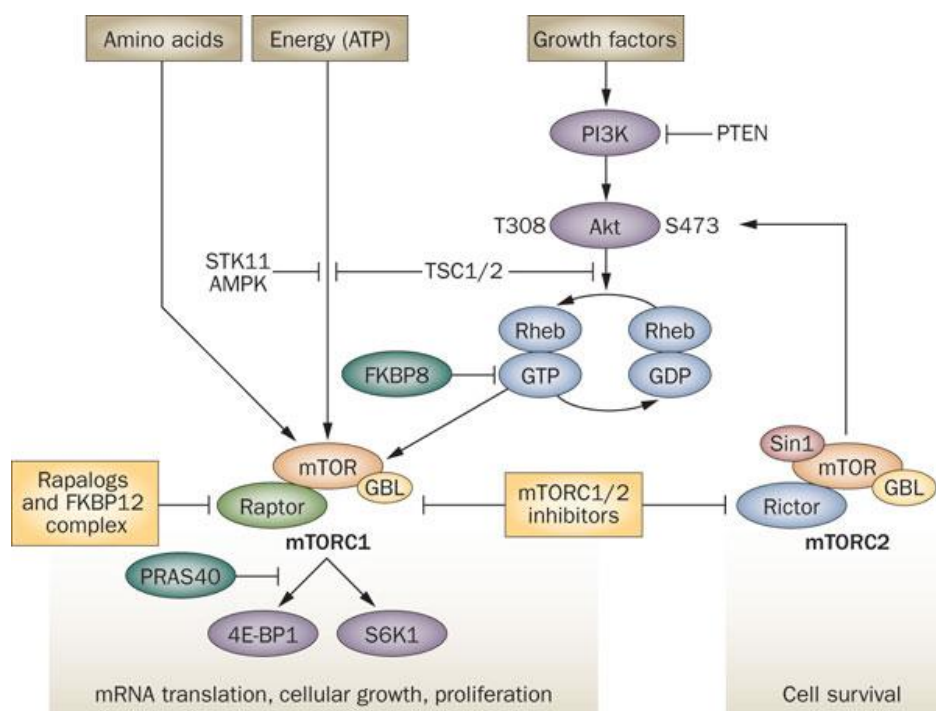 Amino acids
Energy (ATP)
Growth factors
PI3K
PTEN
T308
Akt
S473
STK11
AMPK
TSC1/2
Rheb
Rheb
FKBP8
GTP
GDP
Sin1
mTOR
mTOR
GBL
GBL
Rapalogs
and FKBP12
complex
Raptor
mTORC1/2
inhibitors
Rictor
mTORC1
mTORC2
PRAS40
4E-BP1
S6K1
mRNA translation, cellular growth, proliferation
Cell survival